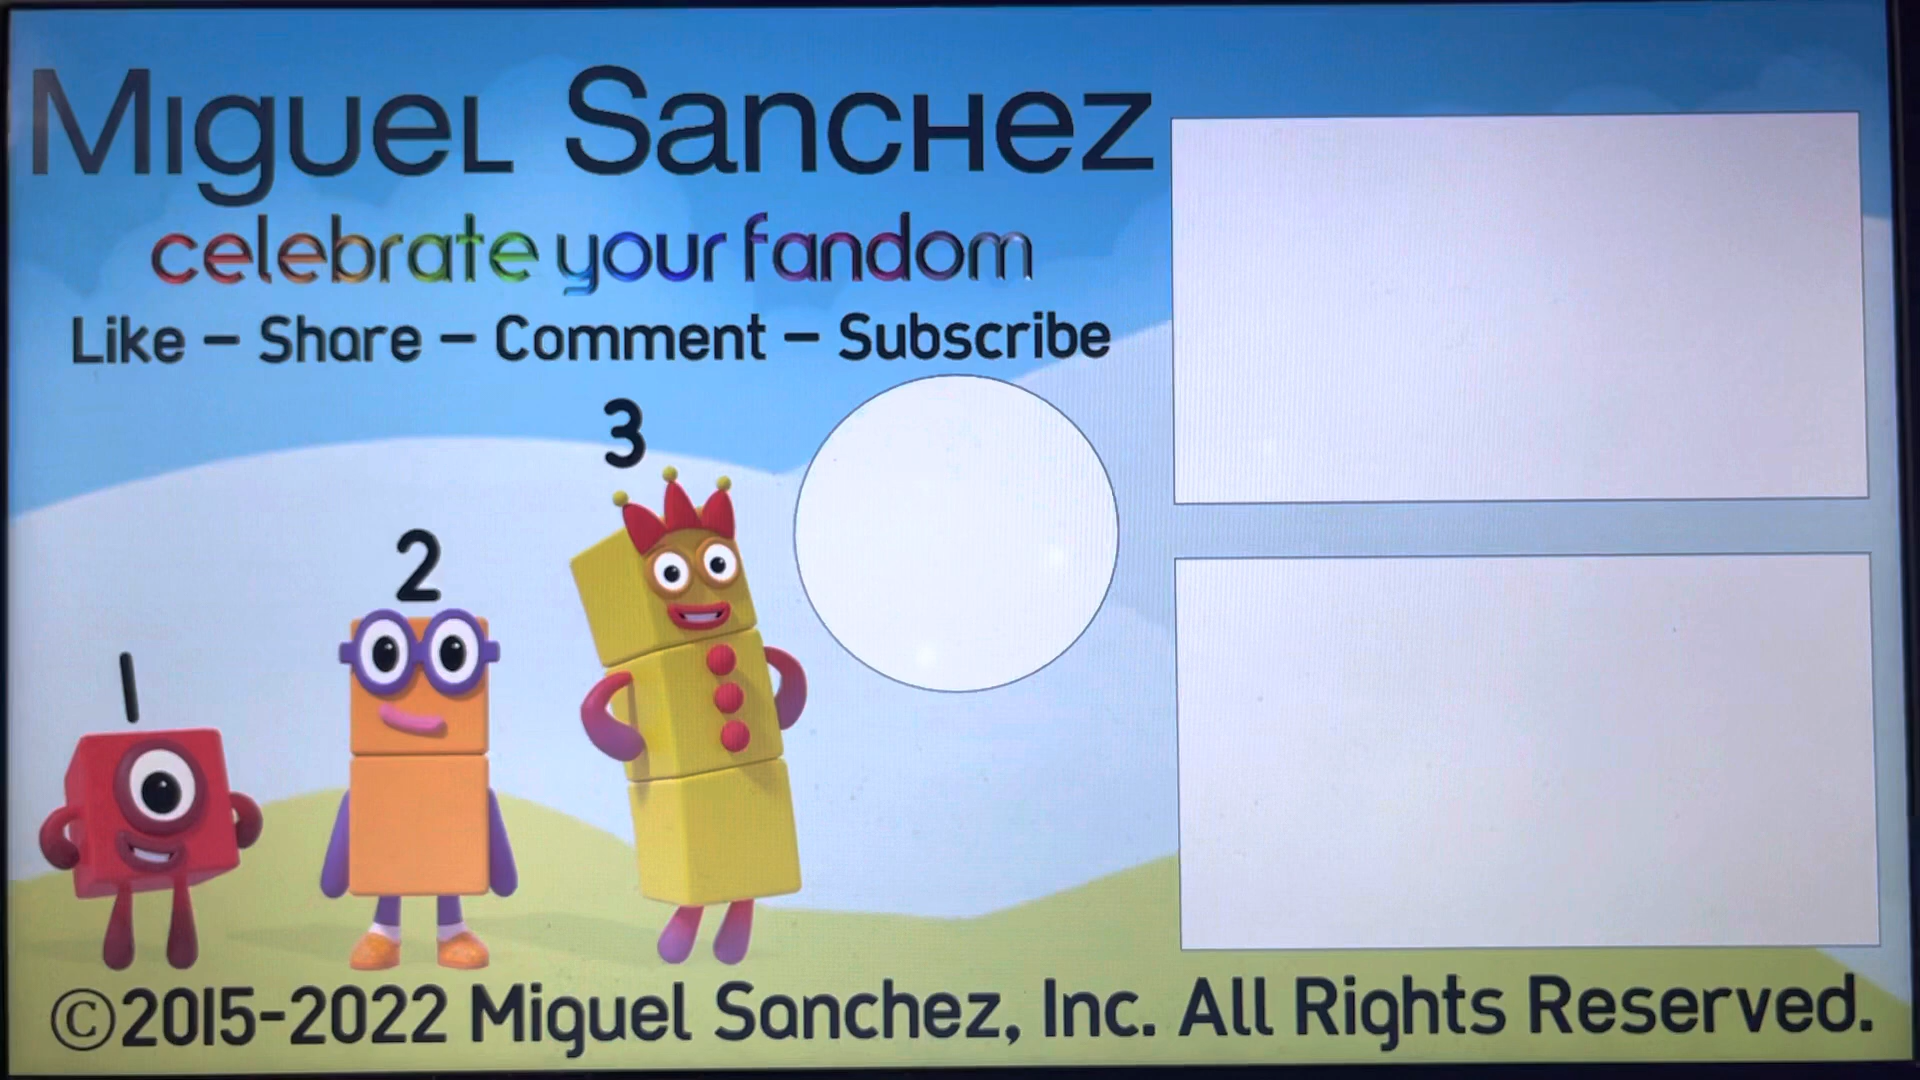 Miguel Sanchez
celebrate your fandom
Like – Share – Comment – Subscribe
3
2
1
©2015-2022 Miguel Sanchez, Inc. All Rights Reserved.